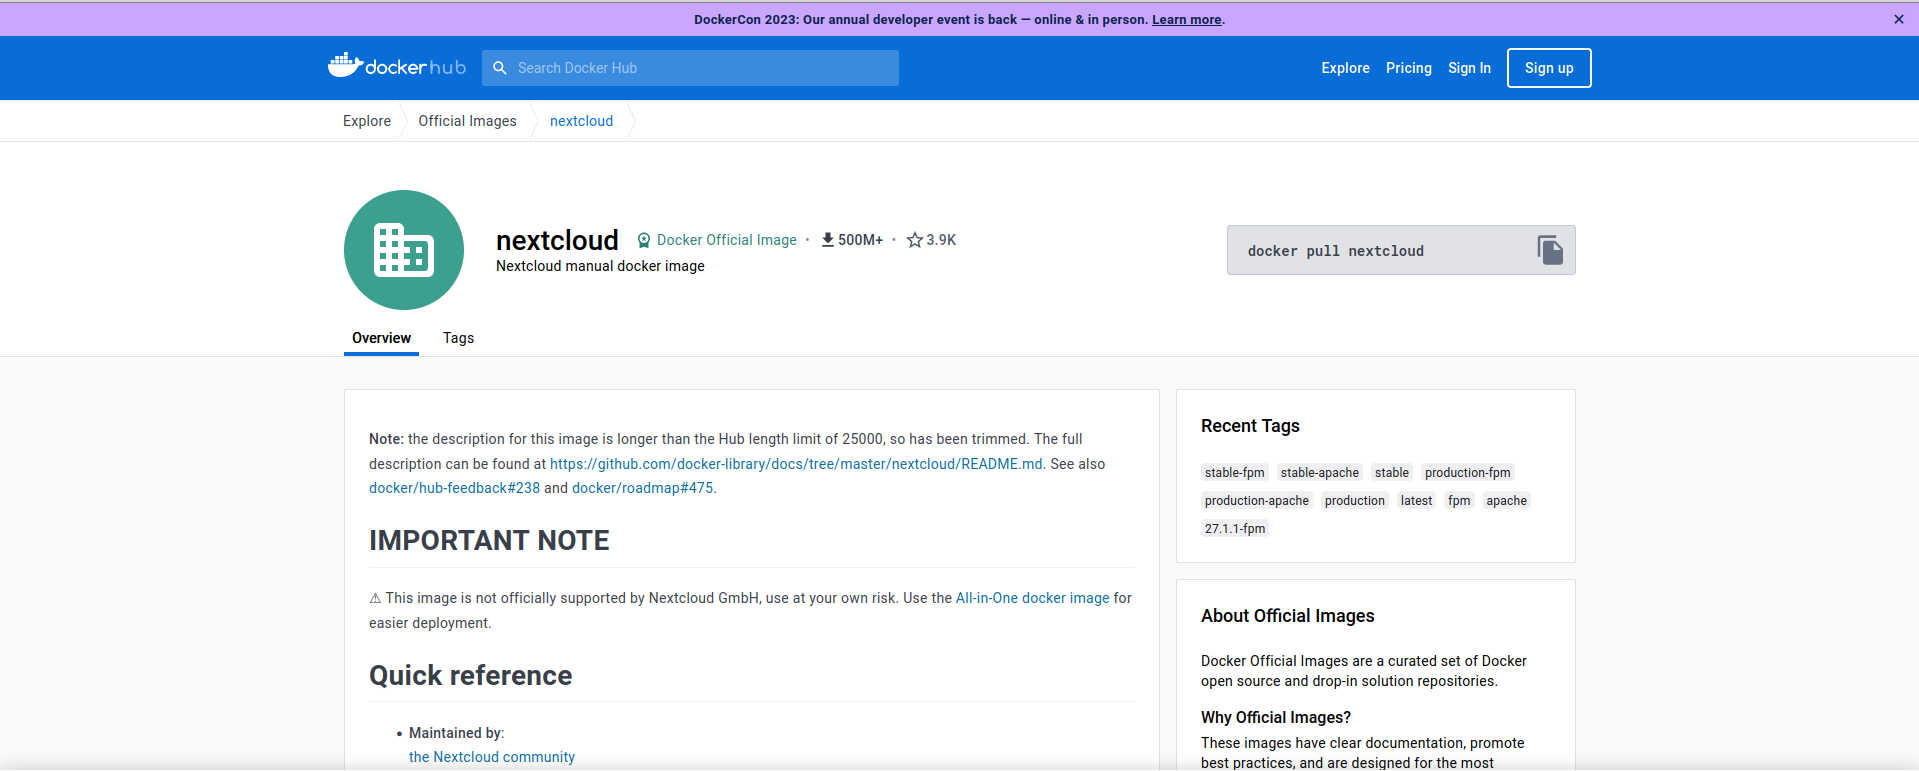 DockerCon 2023: Our annual developer event is back — online & in person. Learn more.
docker hub
Search Docker Hub
Explore
Pricing
Sign In
Sign up
Explore
Official Images
nextcloud
nextcloud
Docker Official Image
•
500M+
•
3.9K
Nextcloud manual docker image
docker pull nextcloud
Overview
Tags
Note: the description for this image is longer than the Hub length limit of 25000, so has been trimmed. The full
description can be found at https://github.com/docker-library/docs/tree/master/nextcloud/README.md. See also
docker/hub-feedback#238 and docker/roadmap#475.
IMPORTANT NOTE
⚠ This image is not officially supported by Nextcloud GmbH, use at your own risk. Use the All-in-One docker image for
easier deployment.
Quick reference
• Maintained by:
the Nextcloud community
Recent Tags
stable-fpm stable-apache stable production-fpm
production-apache production latest fpm apache
27.1.1-fpm
About Official Images
Docker Official Images are a curated set of Docker
open source and drop-in solution repositories.
Why Official Images?
These images have clear documentation, promote
best practices, and are designed for the most